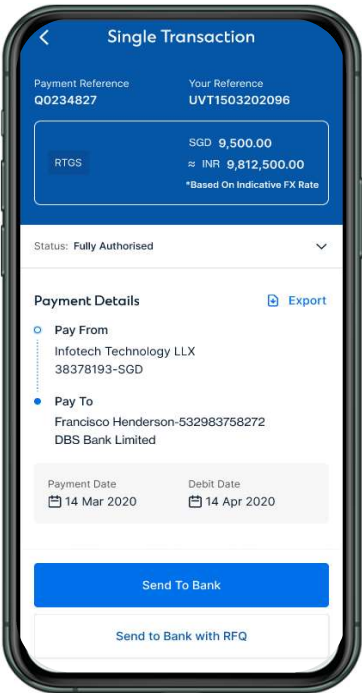 Single Transaction
Payment Reference
Your Reference
Q0234827
UVT1503202096
RTGS
SGD 9,500.00
≈ INR 9,812,500.00
*Based On Indicative FX Rate
Status: Fully Authorised
Payment Details
Export
Pay From
Infotech Technology LLX
38378193-SGD
Pay To
Francisco Henderson-532983758272
DBS Bank Limited
Payment Date
Debit Date
14 Mar 2020
14 Apr 2020
Send To Bank
Send to Bank with RFQ